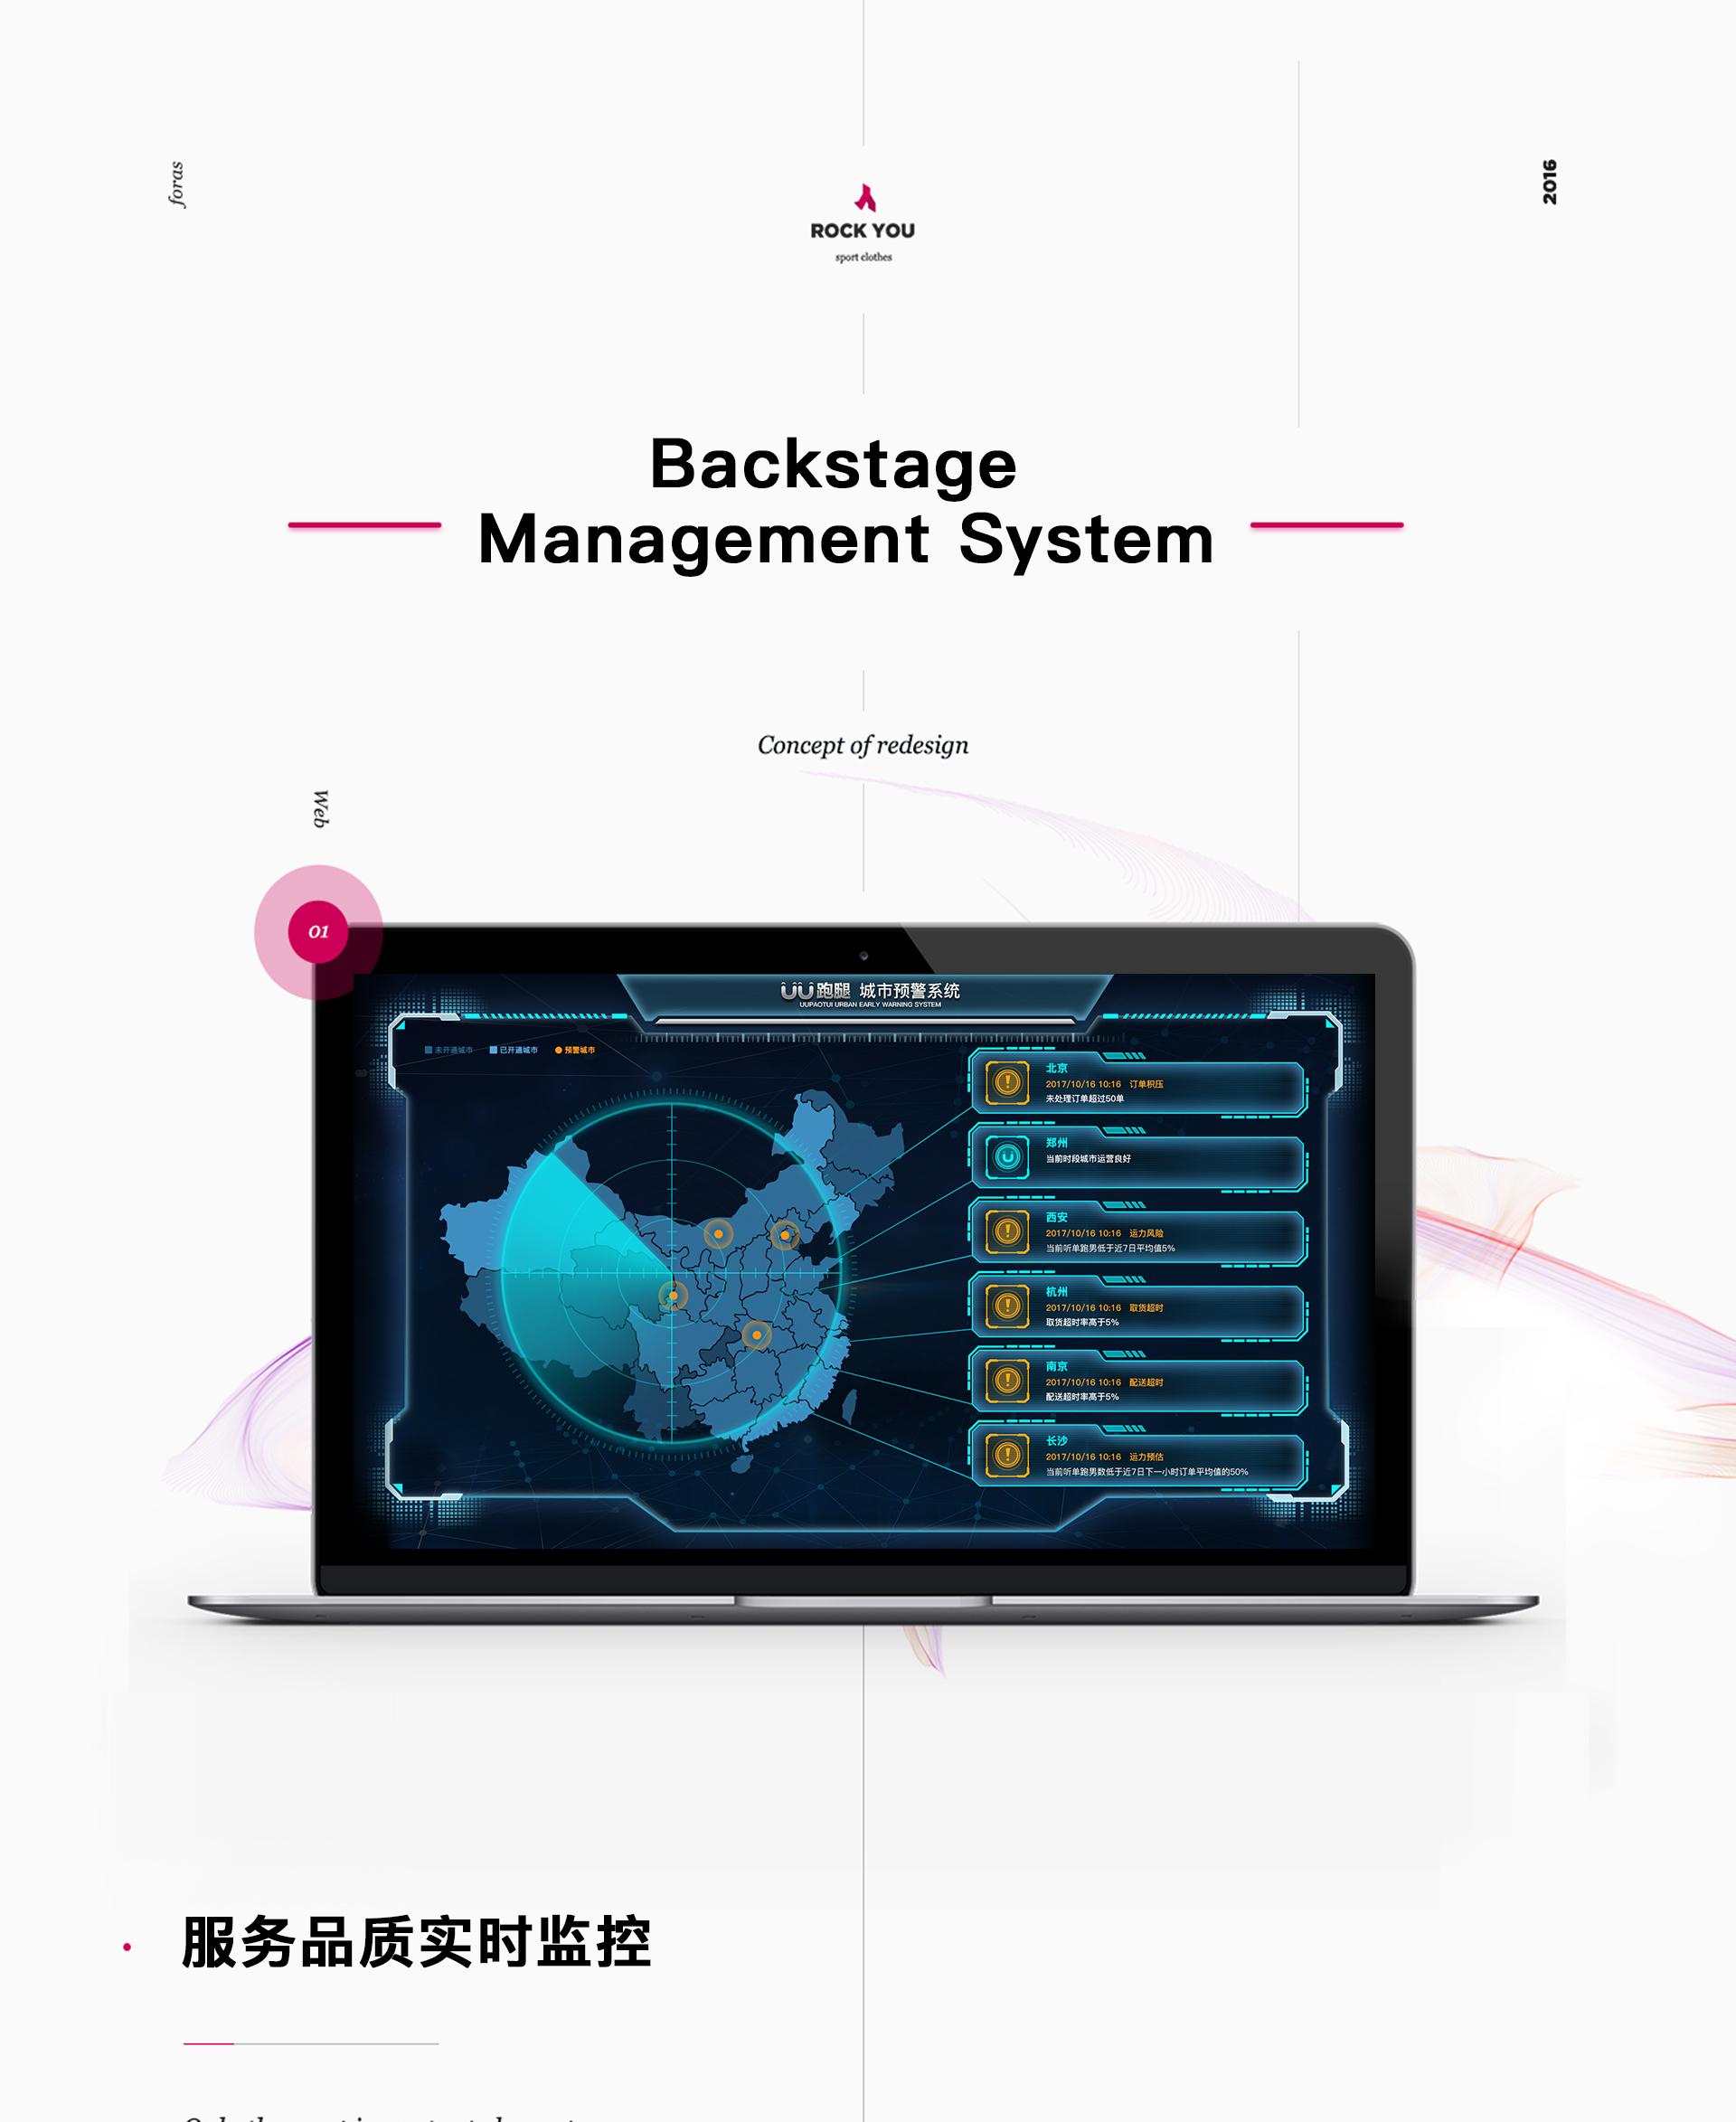 foras
2016
ROCK YOU
sport clothes
Backstage
Management System
Concept of redesign
Web
01
UU跑腿 城市预警系统
UUPAOTUI URBAN EARLY WARNING SYSTEM
未开通城市 已开通城市 预警城市
北京
2017/10/16 10:16 订单积压
未处理订单超过50单
郑州
当前时段城市运营良好
西安
2017/10/16 10:16 运力风险
当前听单跑男低于近7日平均值5%
杭州
2017/10/16 10:16 取货超时
取货超时率高于5%
南京
2017/10/16 10:16 配送超时
配送超时率高于5%
长沙
2017/10/16 10:16 运力预估
当前听单跑男数低于近7日下一小时订单平均值的50%
服务品质实时监控